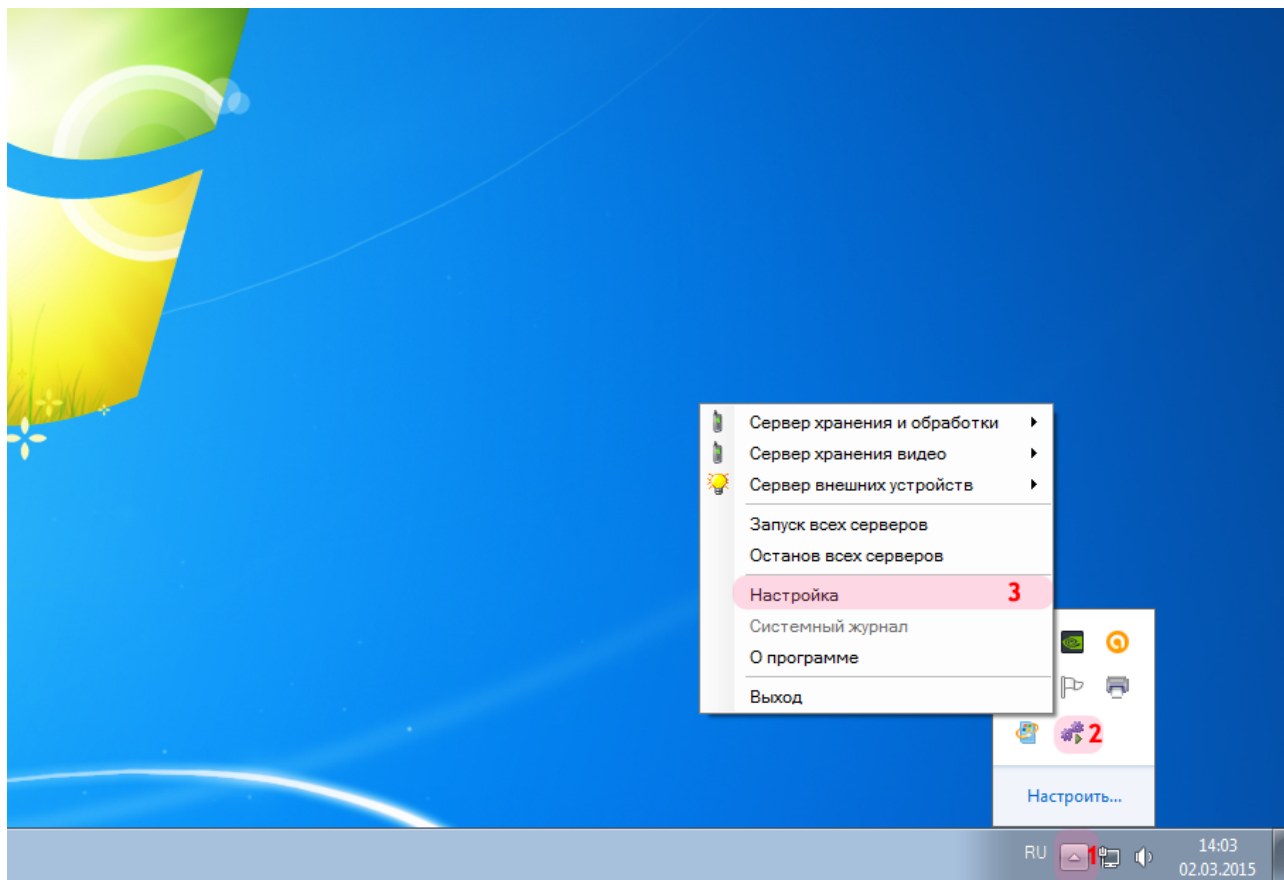 Сервер хранения и обработки
Сервер хранения видео
Сервер внешних устройств
Запуск всех серверов
Останов всех серверов
Настройка 3
Системный журнал
О программе
Выход
2
Настроить...
RU 1 14:03
02.03.2015